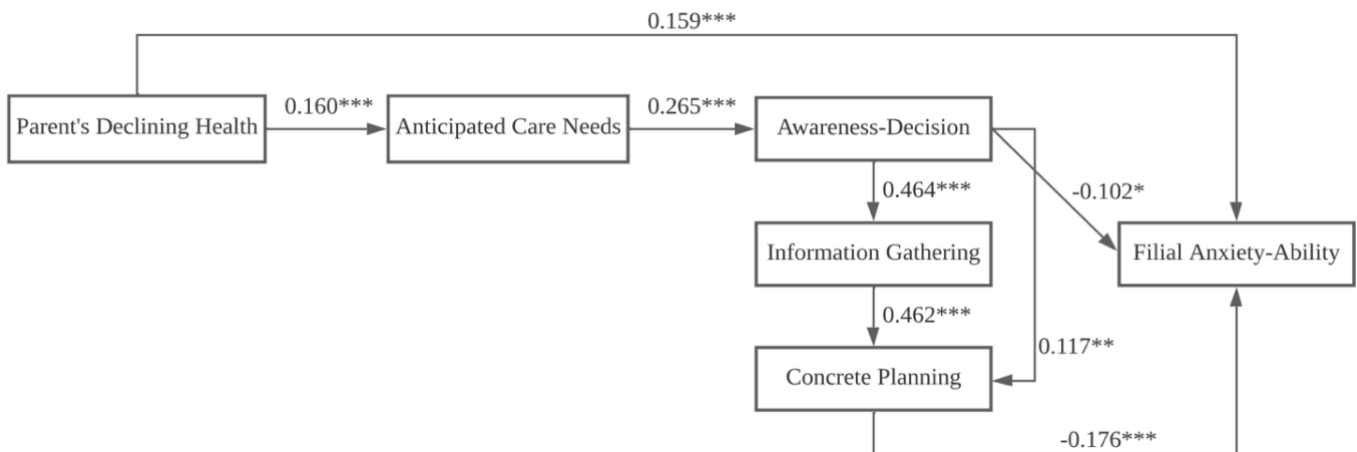 0.159***
Parent's Declining Health
0.160***
Anticipated Care Needs
0.265***
Awareness-Decision
0.464***
-0.102*
Information Gathering
Filial Anxiety-Ability
0.462***
0.117**
Concrete Planning
-0.176***